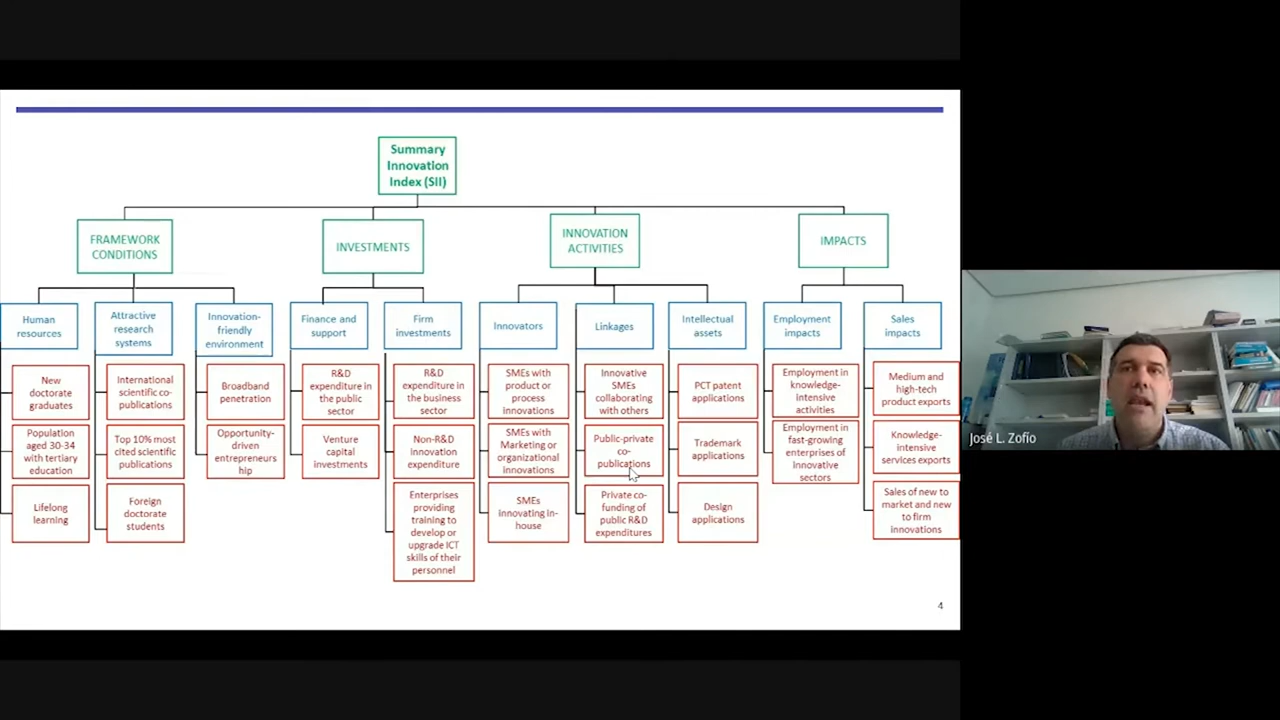 Summary
Innovation
Index (SII)
FRAMEWORK
CONDITIONS
INVESTMENTS
INNOVATION
ACTIVITIES
IMPACTS
Human
resources
Attractive
research
systems
Innovation-
friendly
environment
Finance and
support
Firm
investments
Innovators
Linkages
Intellectual
assets
Employment
impacts
Sales
impacts
New
doctorate
graduates
Population
aged 30-34
with tertiary
education
Lifelong
learning
International
scientific co-
publications
Top 10% most
cited scientific
publications
Foreign
doctorate
students
Broadband
penetration
Opportunity-
driven
entrepreneurs
hip
R&D
expenditure in
the public
sector
Venture
capital
investments
R&D
expenditure in
the business
sector
Non-R&D
innovation
expenditure
Enterprises
providing
training to
develop or
upgrade ICT
skills of their
personnel
SMEs with
product or
process
innovations
SMEs with
Marketing or
organizational
innovations
SMEs
innovating in-
house
Innovative
SMEs
collaborating
with others
Public-private
co-
publications
Private co-
funding of
public R&D
expenditures
PCT patent
applications
Trademark
applications
Design
applications
Employment in
knowledge-
intensive
activities
Employment in
fast-growing
enterprises of
innovative
sectors
Medium and
high-tech
product exports
Knowledge-
intensive
services exports
Sales of new to
market and new
to firm
innovations
4
José L. Zofío